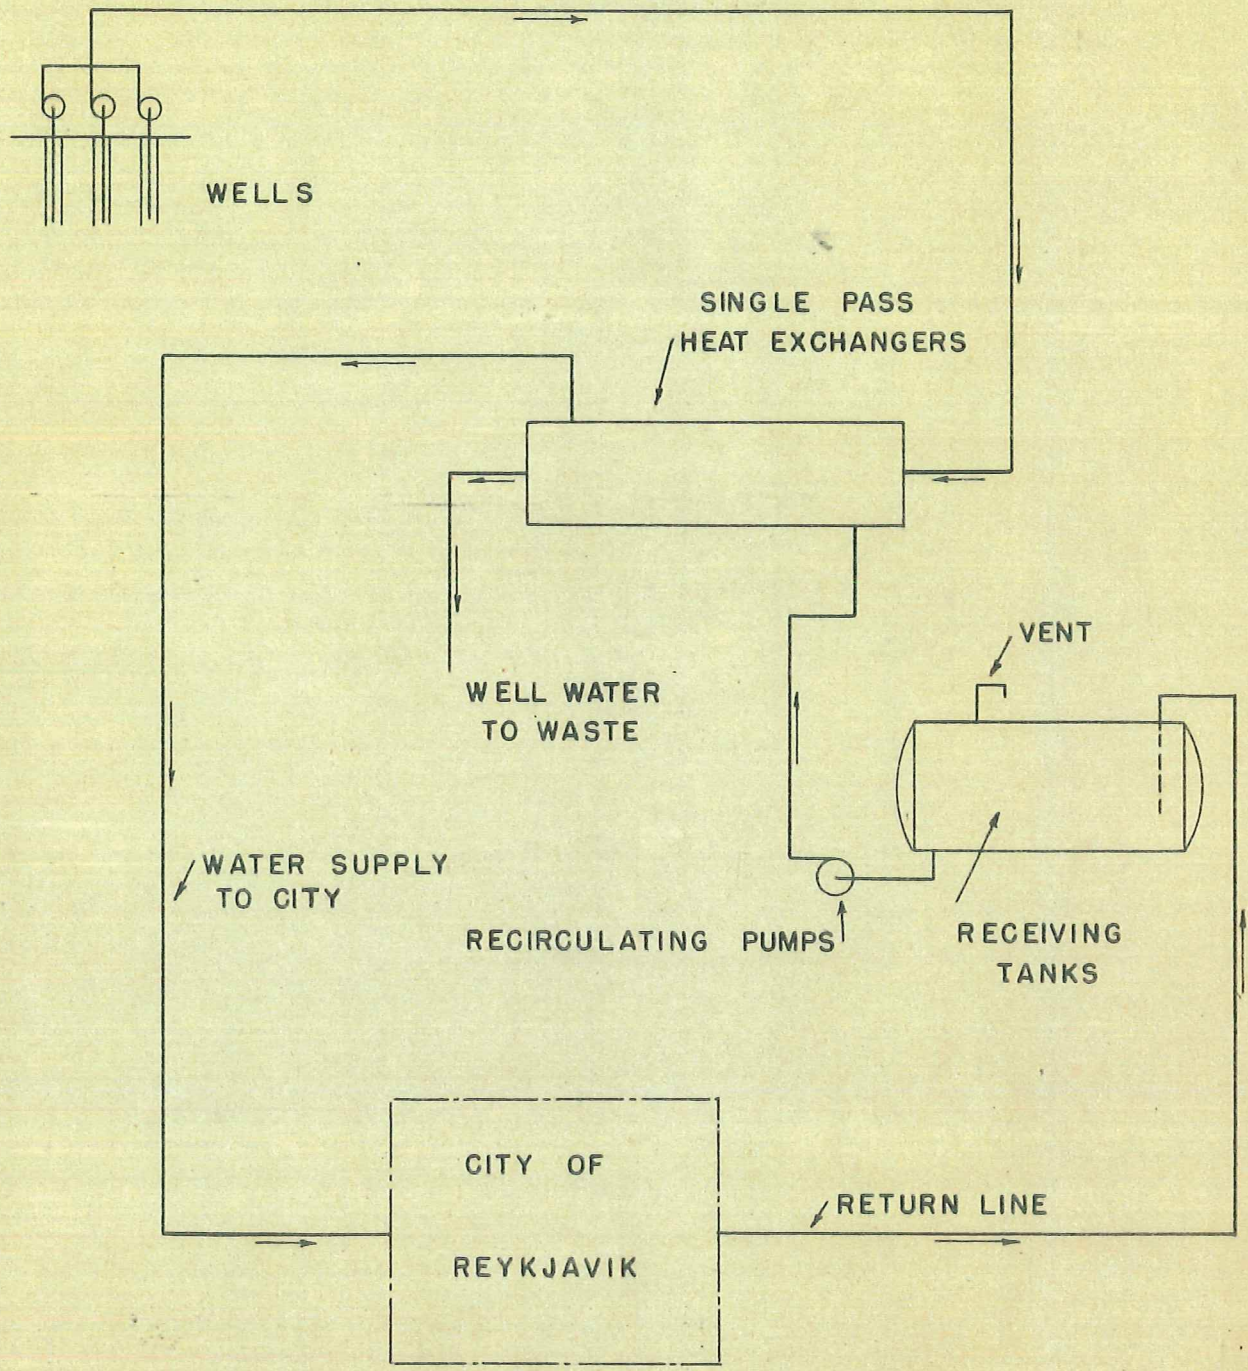 WELLS
SINGLE PASS
HEAT EXCHANGERS
VENT
WELL WATER
TO WASTE
WATER SUPPLY
TO CITY
RECIRCULATING PUMPS
RECEIVING
TANKS
CITY OF
REYKJAVIK
RETURN LINE